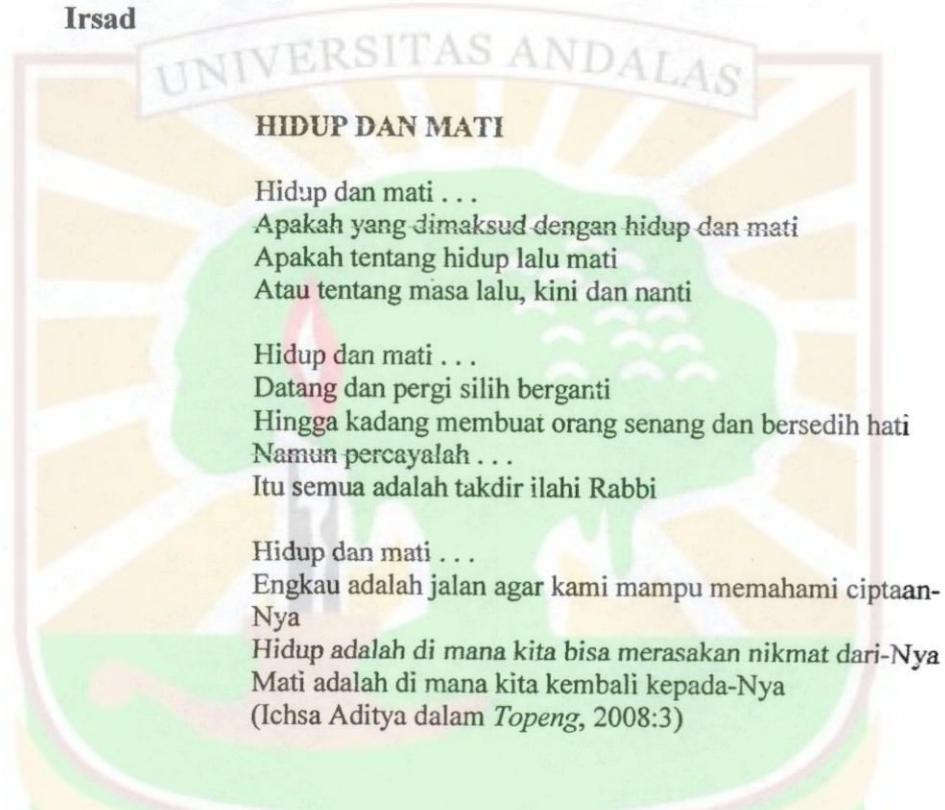 Irsad
UNIVERSITAS ANDALAS
HIDUP DAN MATI
Hidup dan mati . . .
Apakah yang dimaksud dengan hidup dan mati
Apakah tentang hidup lalu mati
Atau tentang masa lalu, kini dan nanti
Hidup dan mati . . .
Datang dan pergi silih berganti
Hingga kadang membuat orang senang dan bersedih hati
Namun percayalah . . .
Itu semua adalah takdir ilahi Rabbi
Hidup dan mati . . .
Engkau adalah jalan agar kami mampu memahami ciptaan-
Nya
Hidup adalah di mana kita bisa merasakan nikmat dari-Nya
Mati adalah di mana kita kembali kepada-Nya
(Ichsa Aditya dalam Topeng, 2008:3)